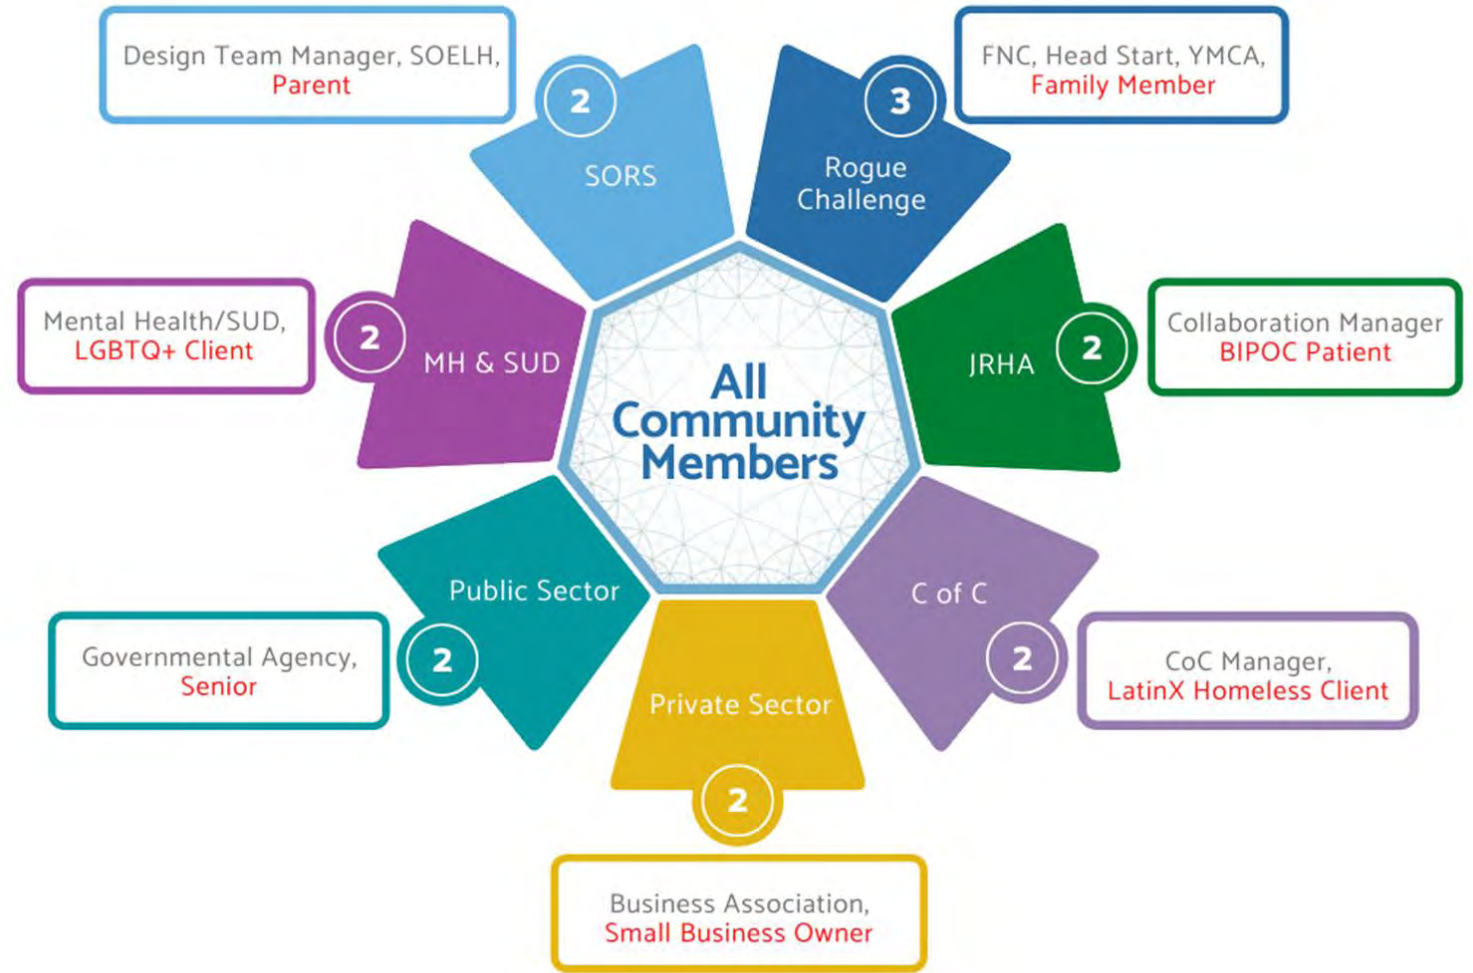 Design Team Manager, SOELH,
Parent
2
SORS
FNC, Head Start, YMCA,
Family Member
3
Rogue
Challenge
Mental Health/SUD,
LGBTQ+ Client
2
MH & SUD
All
Community
Members
JRHA
2
Collaboration Manager
BIPOC Patient
Public Sector
2
Governmental Agency,
Senior
C of C
2
CoC Manager,
LatinX Homeless Client
Private Sector
2
Business Association,
Small Business Owner